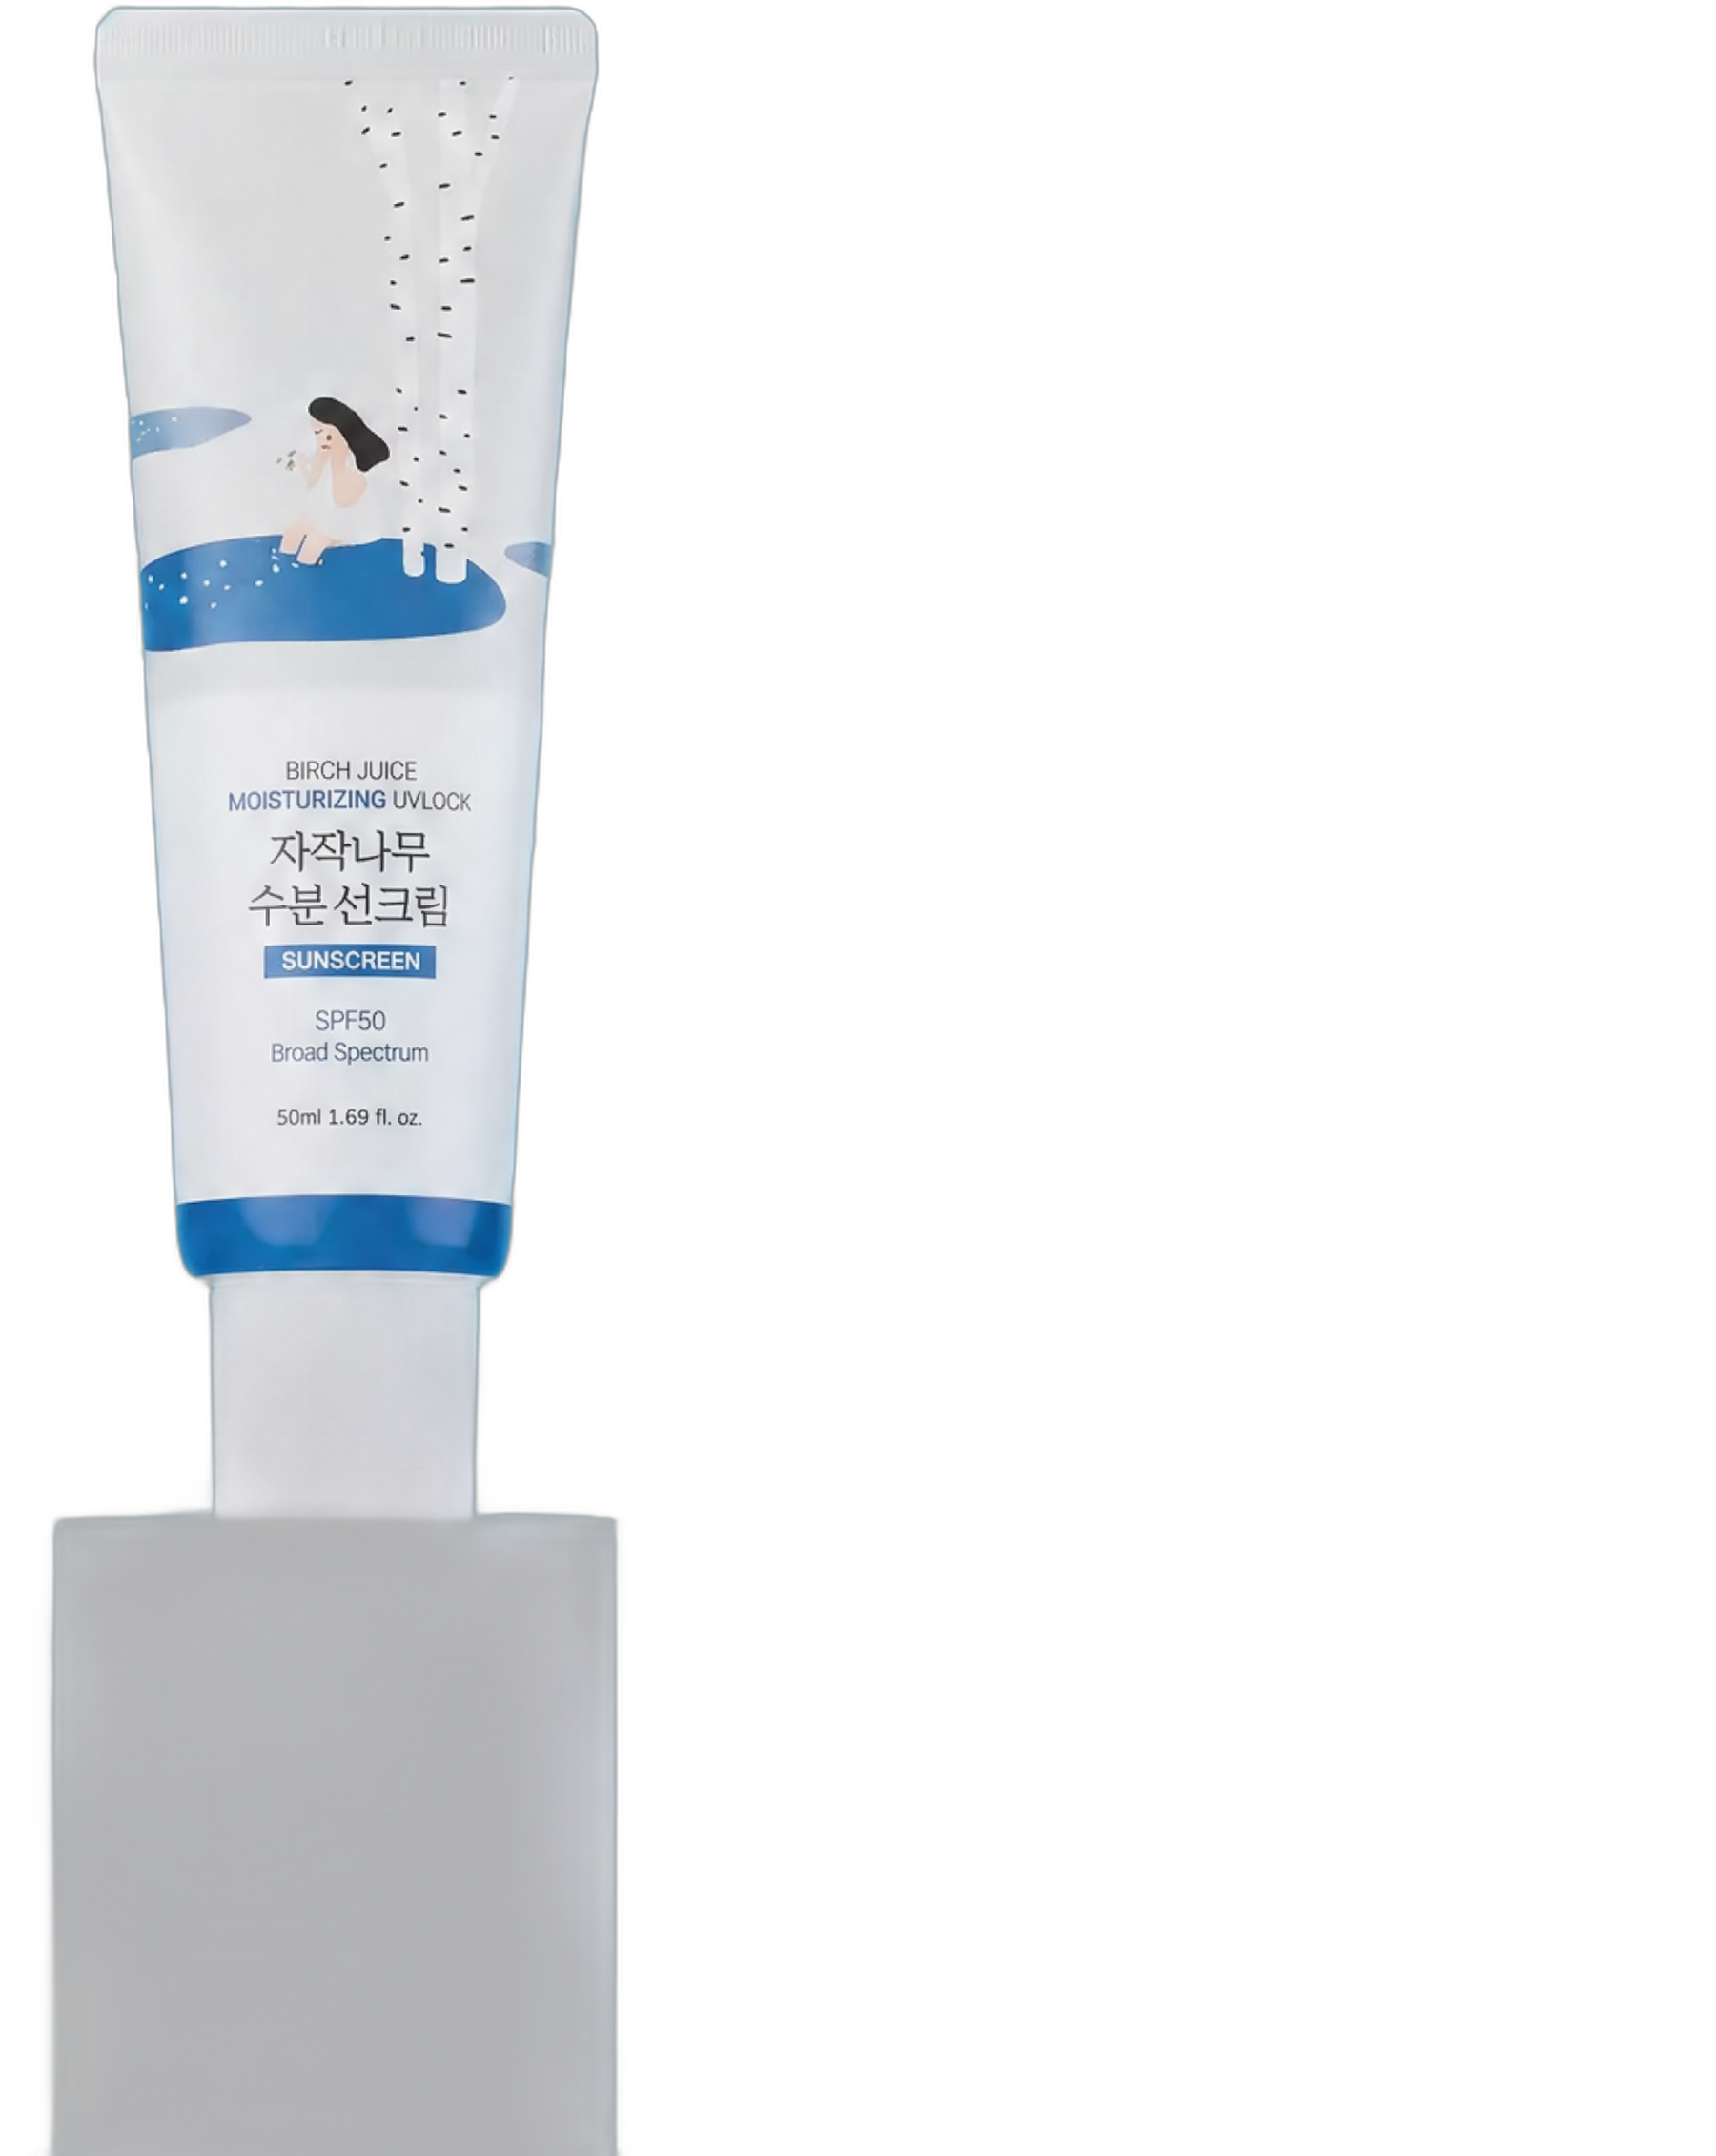 BIRCH JUICE
MOISTURIZING UVLOCK
자작나무
수분 선크림
SUNSCREEN
SPF50
Broad Spectrum
50ml 1.69 fl. oz.